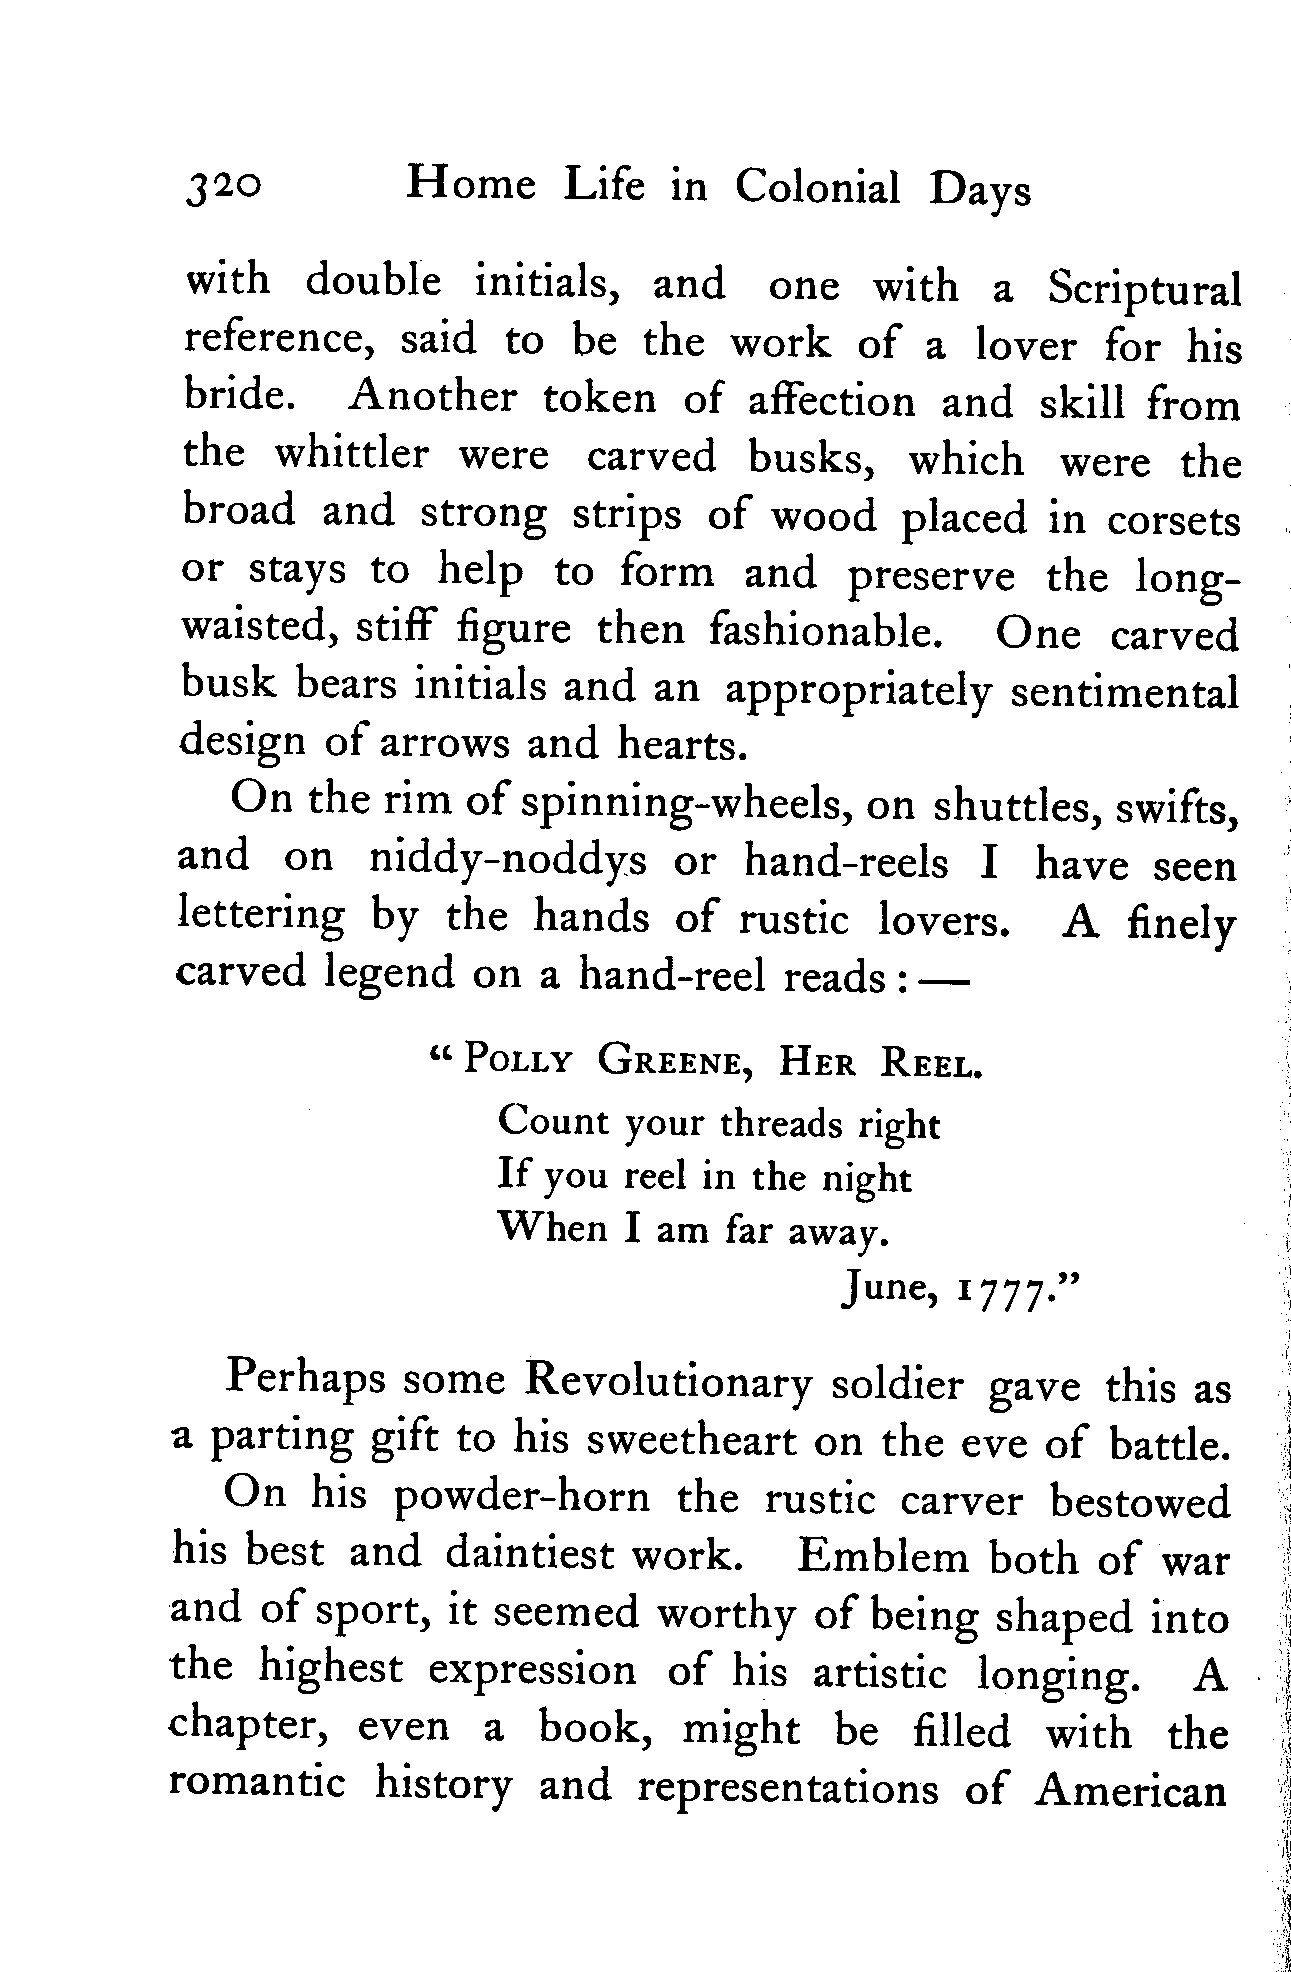 320 Home Life in Colonial Days
with double initials, and one with a Scriptural
reference, said to be the work of a lover for his
bride. Another token of affection and skill from
the whittler were carved busks, which were the
broad and strong strips of wood placed in corsets
or stays to help to form and preserve the long-
waisted, stiff figure then fashionable. One carved
busk bears initials and an appropriately sentimental
design of arrows and hearts.
On the rim of spinning-wheels, on shuttles, swifts,
and on niddy-noddys or hand-reels I have seen
lettering by the hands of rustic lovers. A finely
carved legend on a hand-reel reads : —
“ Polly Greene, Her Reel.
Count your threads right
If you reel in the night
When I am far away.
June, 1777.”
Perhaps some Revolutionary soldier gave this as
a parting gift to his sweetheart on the eve of battle.
On his powder-horn the rustic carver bestowed
his best and daintiest work. Emblem both of war
and of sport, it seemed worthy of being shaped into
the highest expression of his artistic longing. A
chapter, even a book, might be filled with the
romantic history and representations of American